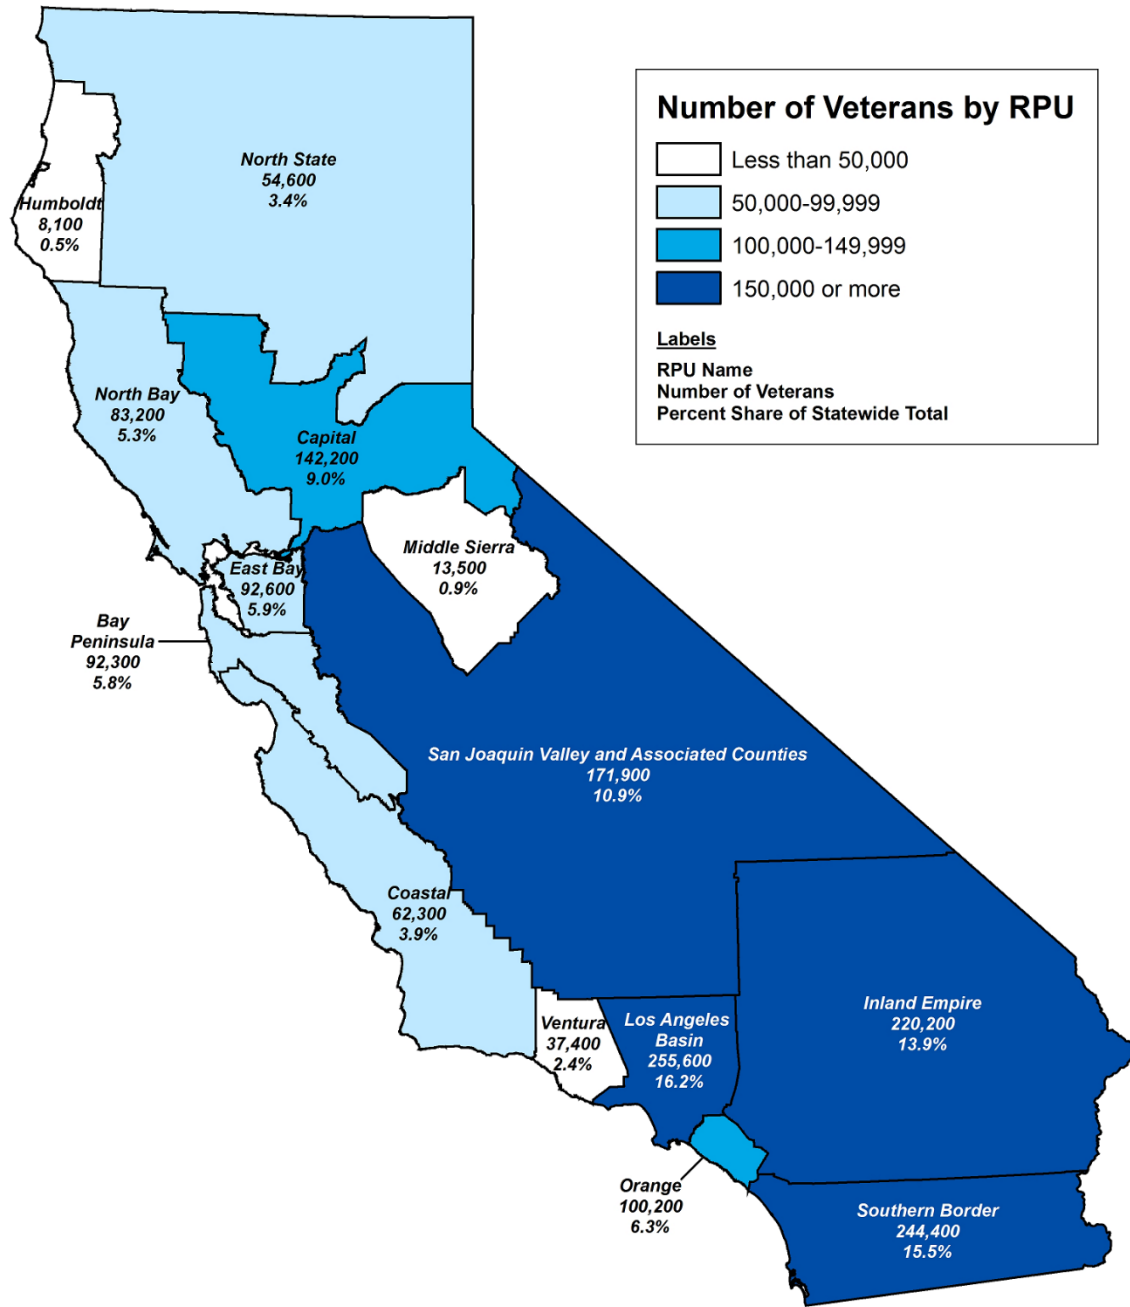 Number of Veterans by RPU
Less than 50,000
50,000-99,999
100,000-149,999
150,000 or more
Labels
RPU Name
Number of Veterans
Percent Share of Statewide Total
North State
54,600
3.4%
Humboldt
8,100
0.5%
North Bay
83,200
5.3%
Capital
142,200
9.0%
Middle Sierra
13,500
0.9%
East Bay
92,600
5.9%
Bay
Peninsula
92,300
5.8%
San Joaquin Valley and Associated Counties
171,900
10.9%
Coastal
62,300
3.9%
Ventura
37,400
2.4%
Los Angeles
Basin
255,600
16.2%
Inland Empire
220,200
13.9%
Orange
100,200
6.3%
Southern Border
244,400
15.5%